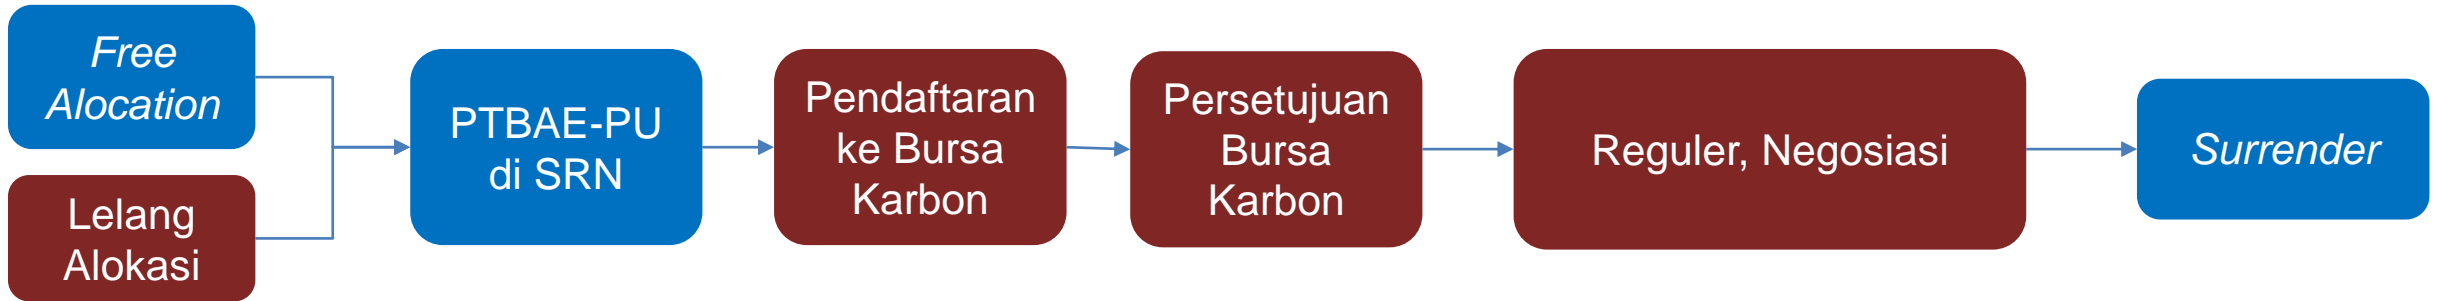 Free
Alocation
Lelang
Alokasi
PTBAE-PU
di SRN
Pendaftaran
ke Bursa
Karbon
Persetujuan
Bursa
Karbon
Reguler, Negosiasi
Surrender